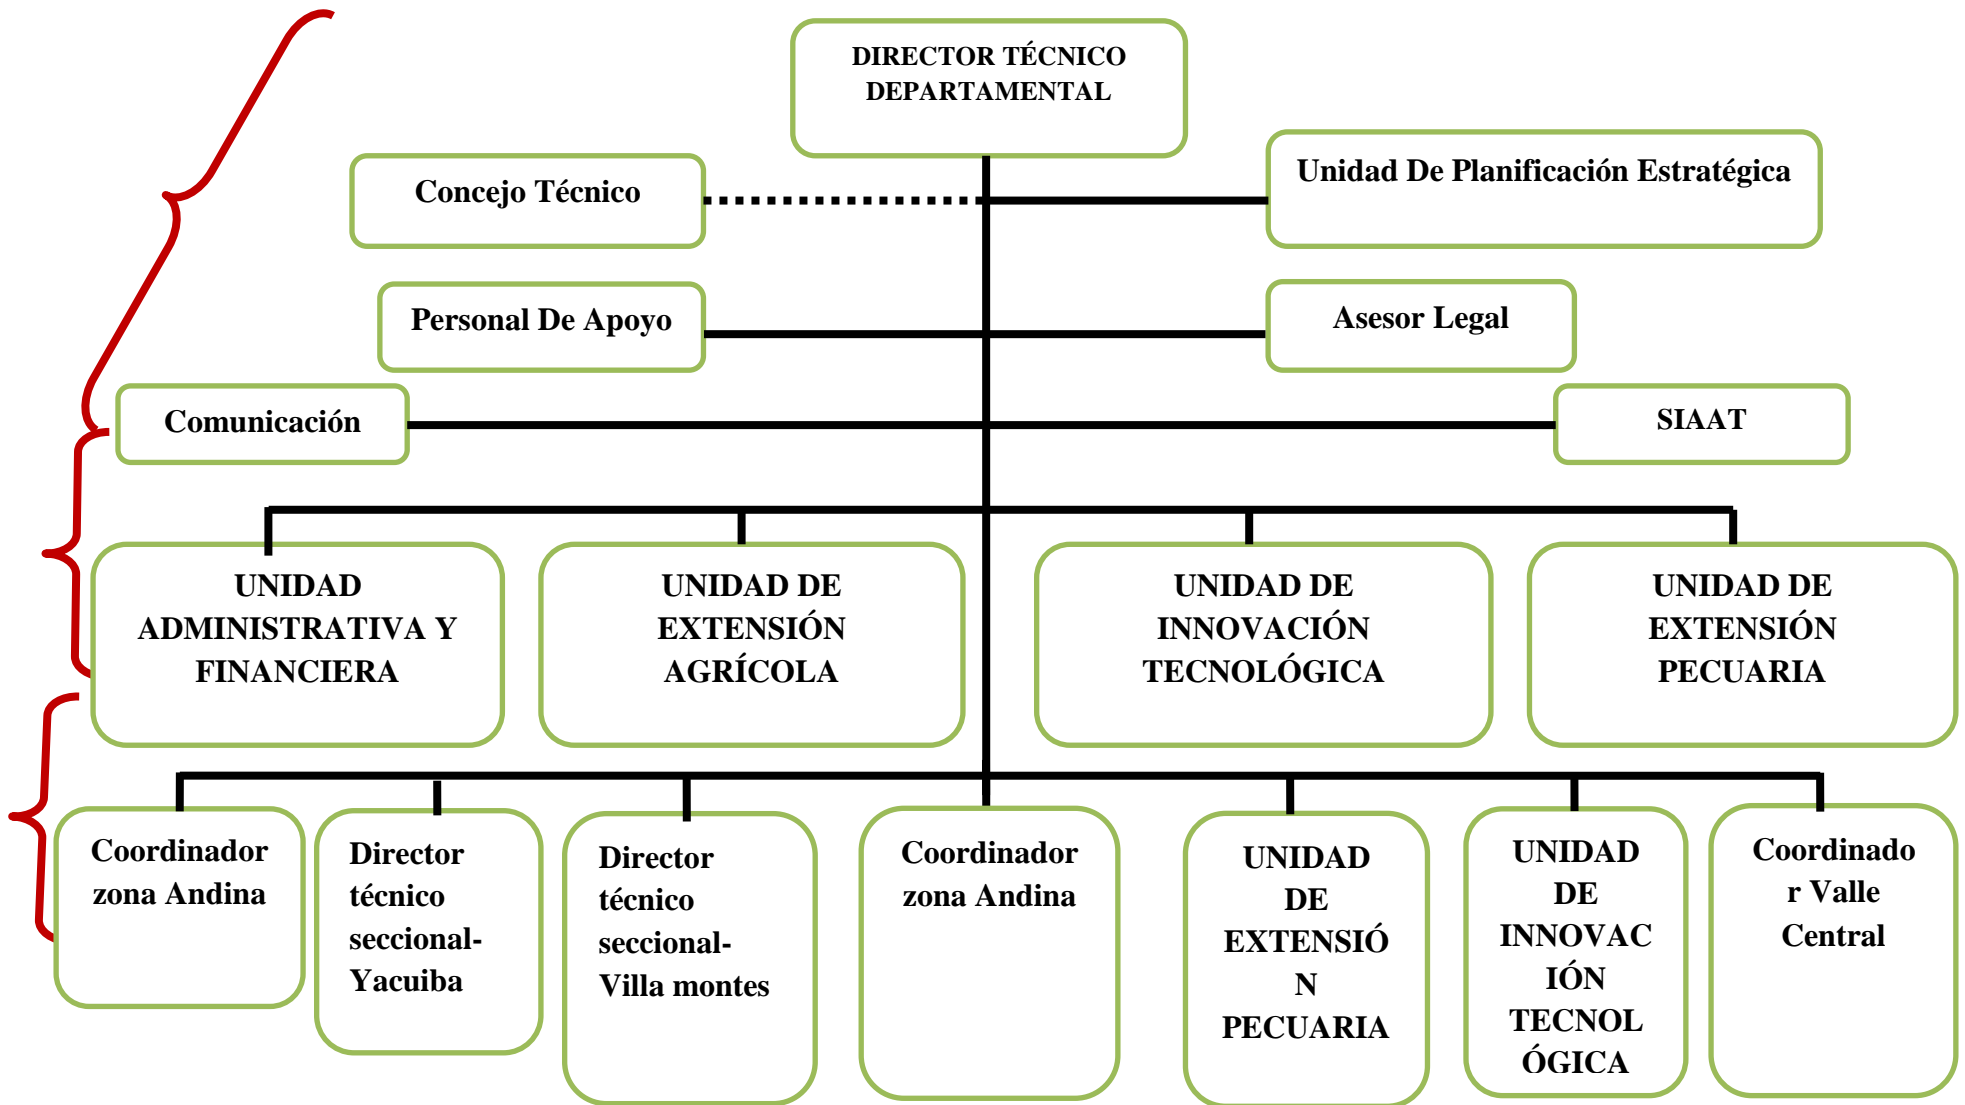 DIRECTOR TÉCNICO
DEPARTAMENTAL
Concejo Técnico
Unidad De Planificación Estratégica
Personal De Apoyo
Asesor Legal
Comunicación
SIAAT
UNIDAD
ADMINISTRATIVA Y
FINANCIERA
UNIDAD DE
EXTENSIÓN
AGRÍCOLA
UNIDAD DE
INNOVACIÓN
TECNOLÓGICA
UNIDAD DE
EXTENSIÓN
PECUARIA
Coordinador
zona Andina
Director
técnico
seccional-
Yacuiba
Director
técnico
seccional-
Villa montes
Coordinador
zona Andina
UNIDAD
DE
EXTENSIÓ
N
PECUARIA
UNIDAD
DE
INNOVAC
IÓN
TECNOL
ÓGICA
Coordinado
r Valle
Central